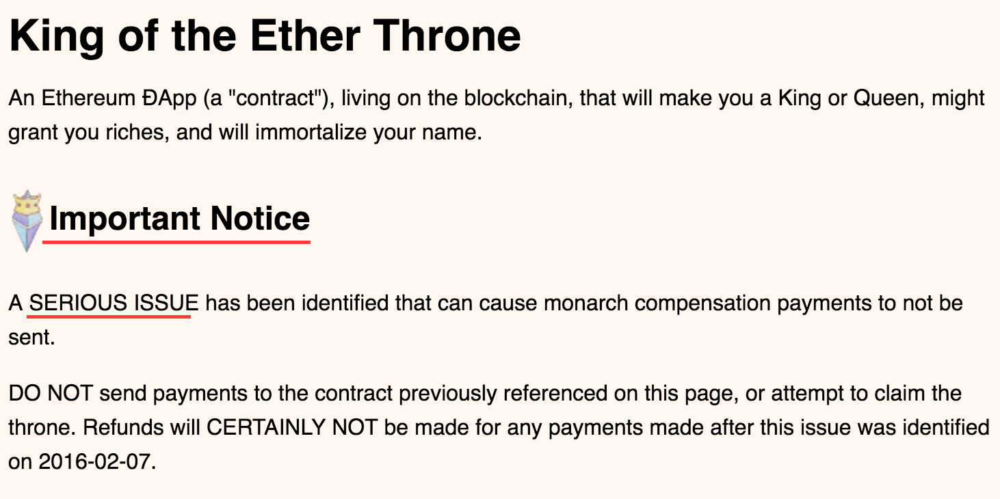 King of the Ether Throne
An Ethereum ÐApp (a "contract"), living on the blockchain, that will make you a King or Queen, might
grant you riches, and will immortalize your name.
Important Notice
A SERIOUS ISSUE has been identified that can cause monarch compensation payments to not be
sent.
DO NOT send payments to the contract previously referenced on this page, or attempt to claim the
throne. Refunds will CERTAINLY NOT be made for any payments made after this issue was identified
on 2016-02-07.